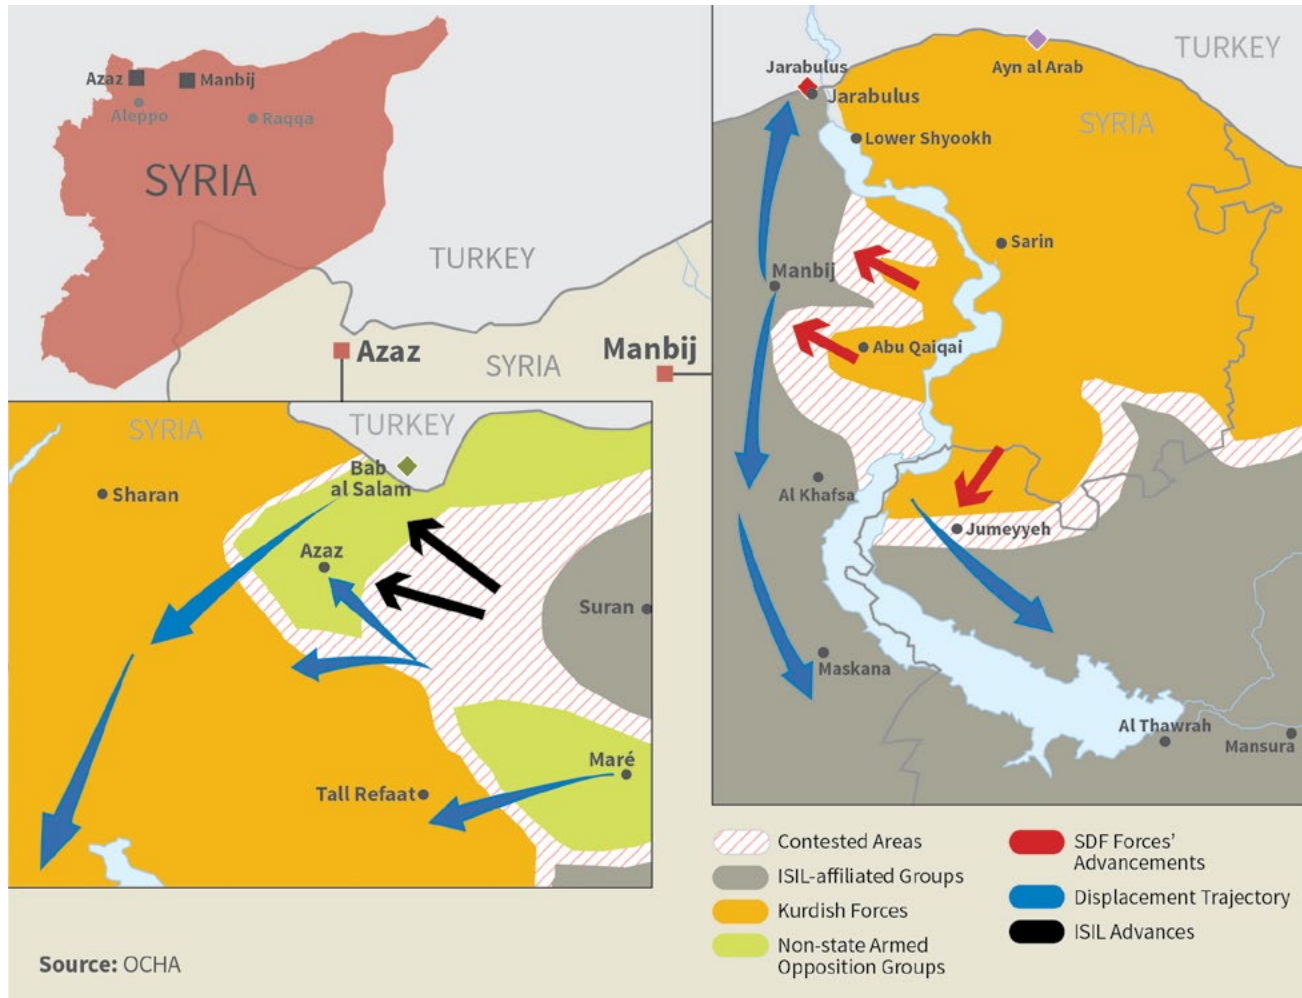 Azaz
Manbij
Aleppo
Raqqa
SYRIA
TURKEY
Azaz
SYRIA
Manbij
SYRIA
TURKEY
Bab
al Salam
Sharan
Azaz
Suran
Maré
Tall Refaat
TURKEY
Jarabulus
Ayn al Arab
Jarabulus
SYRIA
Lower Shyookh
Sarin
Manbij
Abu Qaiqai
Al Khafsa
Jumeyyeh
Maskana
Al Thawrah
Mansura
Contested Areas
ISIL-affiliated Groups
Kurdish Forces
Non-state Armed
Opposition Groups
SDF Forces'
Advancements
Displacement Trajectory
ISIL Advances
Source: OCHA